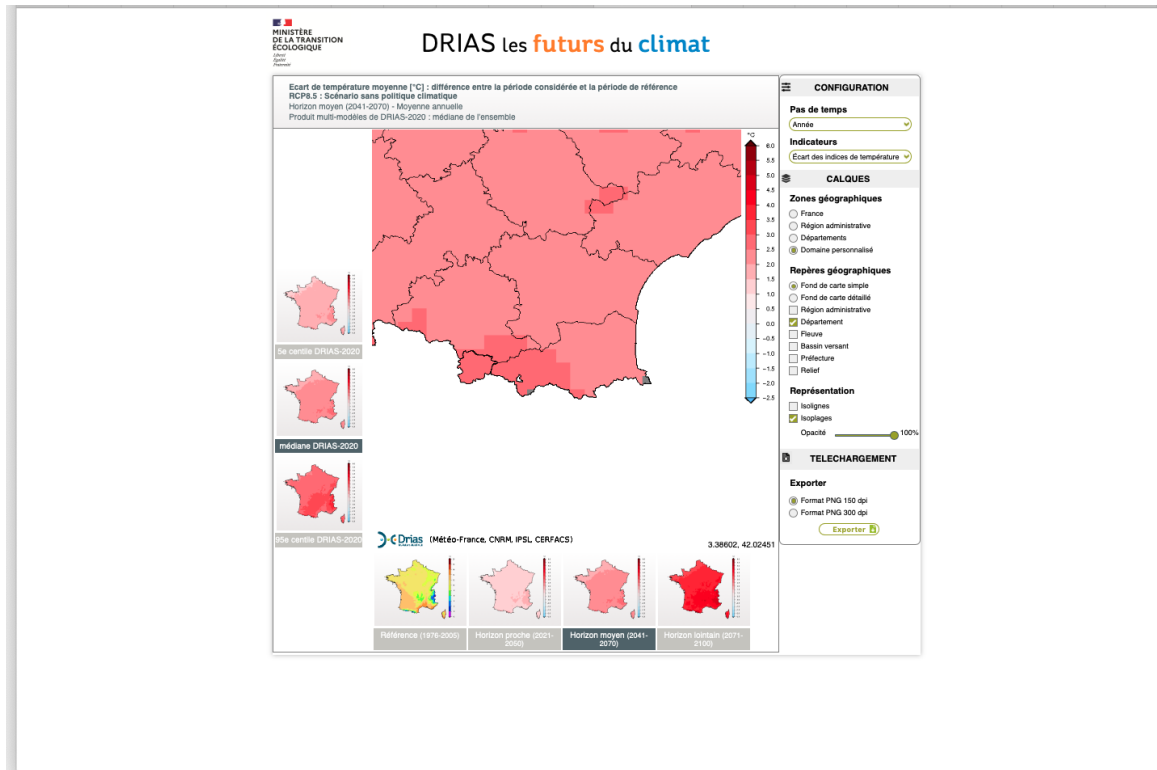 MINISTÈRE
DE LA TRANSITION
ÉCOLOGIQUE
Liberté
Égalité
Fraternité
DRIAS les futurs du climat
Ecart de température moyenne [°C] : différence entre la période considérée et la période de référence
RCP8.5 : Scénario sans politique climatique
Horizon moyen (2041-2070) - Moyenne annuelle
Produit multi-modèles de DRIAS-2020 : médiane de l'ensemble
°C
6.0
5.5
5.0
4.5
4.0
3.5
3.0
2.5
2.0
1.5
1.0
0.5
0.0
−0.5
−1.0
−1.5
−2.0
−2.5
5e centile DRIAS-2020
médiane DRIAS-2020
95e centile DRIAS-2020
Drias (Météo-France, CNRM, IPSL, CERFACS)
3.38602, 42.02451
Référence (1976-2005)
Horizon proche (2021-
2050)
Horizon moyen (2041-
2070)
Horizon lointain (2071-
2100)
CONFIGURATION
Pas de temps
Année
Indicateurs
Écart des indices de température
CALQUES
Zones géographiques
France
Région administrative
Départements
Domaine personnalisé
Repères géographiques
Fond de carte simple
Fond de carte détaillé
Région administrative
Département
Fleuve
Bassin versant
Préfecture
Relief
Représentation
Isolignes
Isoplages
Opacité 100%
TELECHARGEMENT
Exporter
Format PNG 150 dpi
Format PNG 300 dpi
Exporter